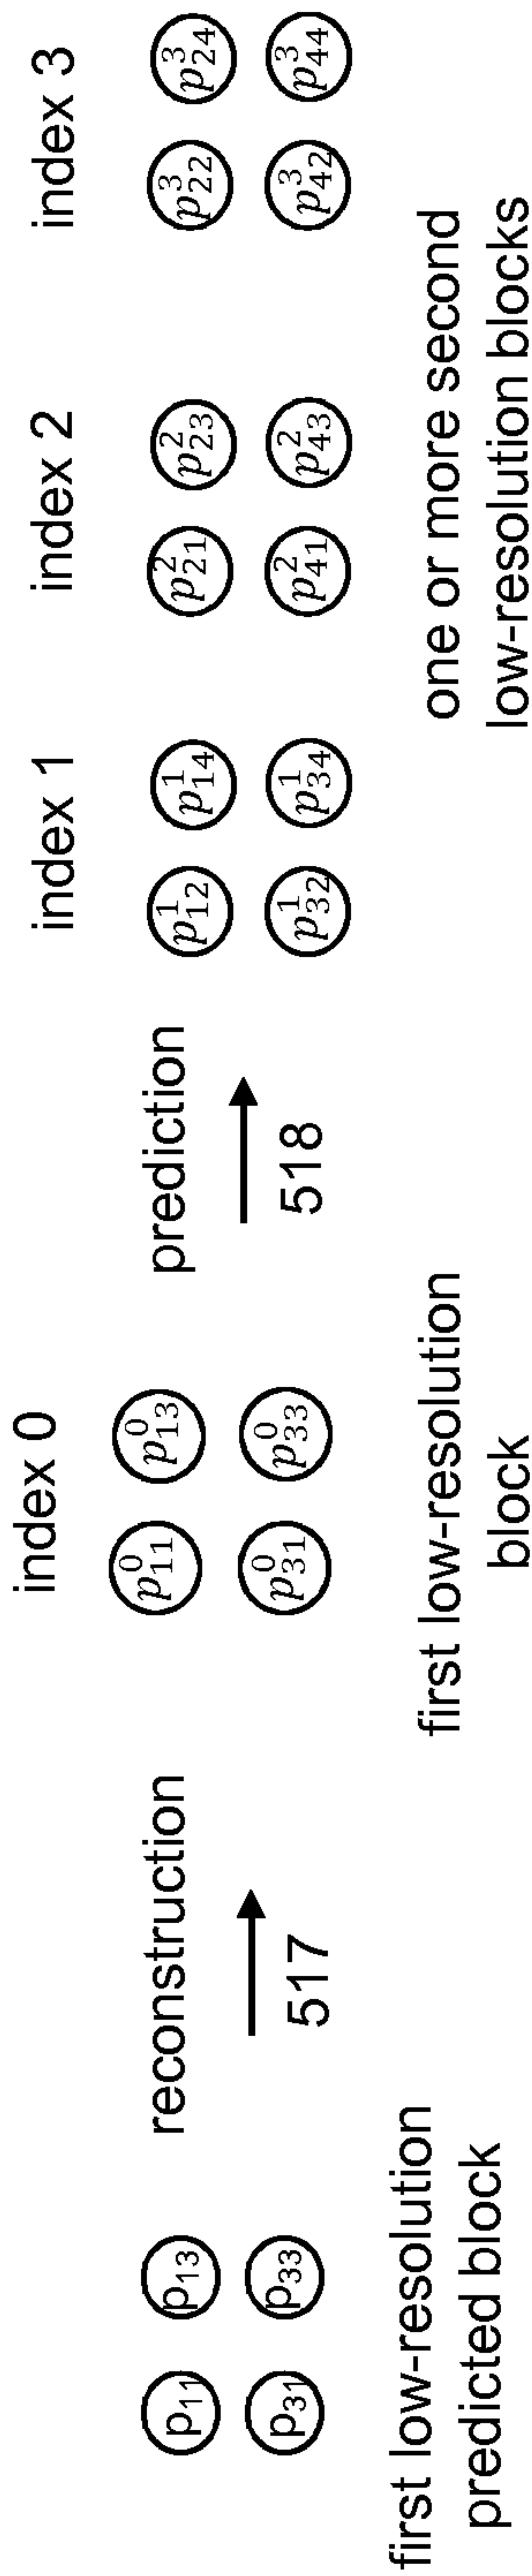 p₁₁ p₁₃
p₃₁ p₃₃
first low-resolution
predicted block
reconstruction
517
index 0
p⁰₁₁ p⁰₁₃
p⁰₃₁ p⁰₃₃
first low-resolution
block
prediction
518
index 1
p¹₁₂ p¹₁₄
p¹₃₂ p¹₃₄
index 2
p²₂₁ p²₂₃
p²₄₁ p²₄₃
index 3
p³₂₂ p³₂₄
p³₄₂ p³₄₄
one or more second
low-resolution blocks